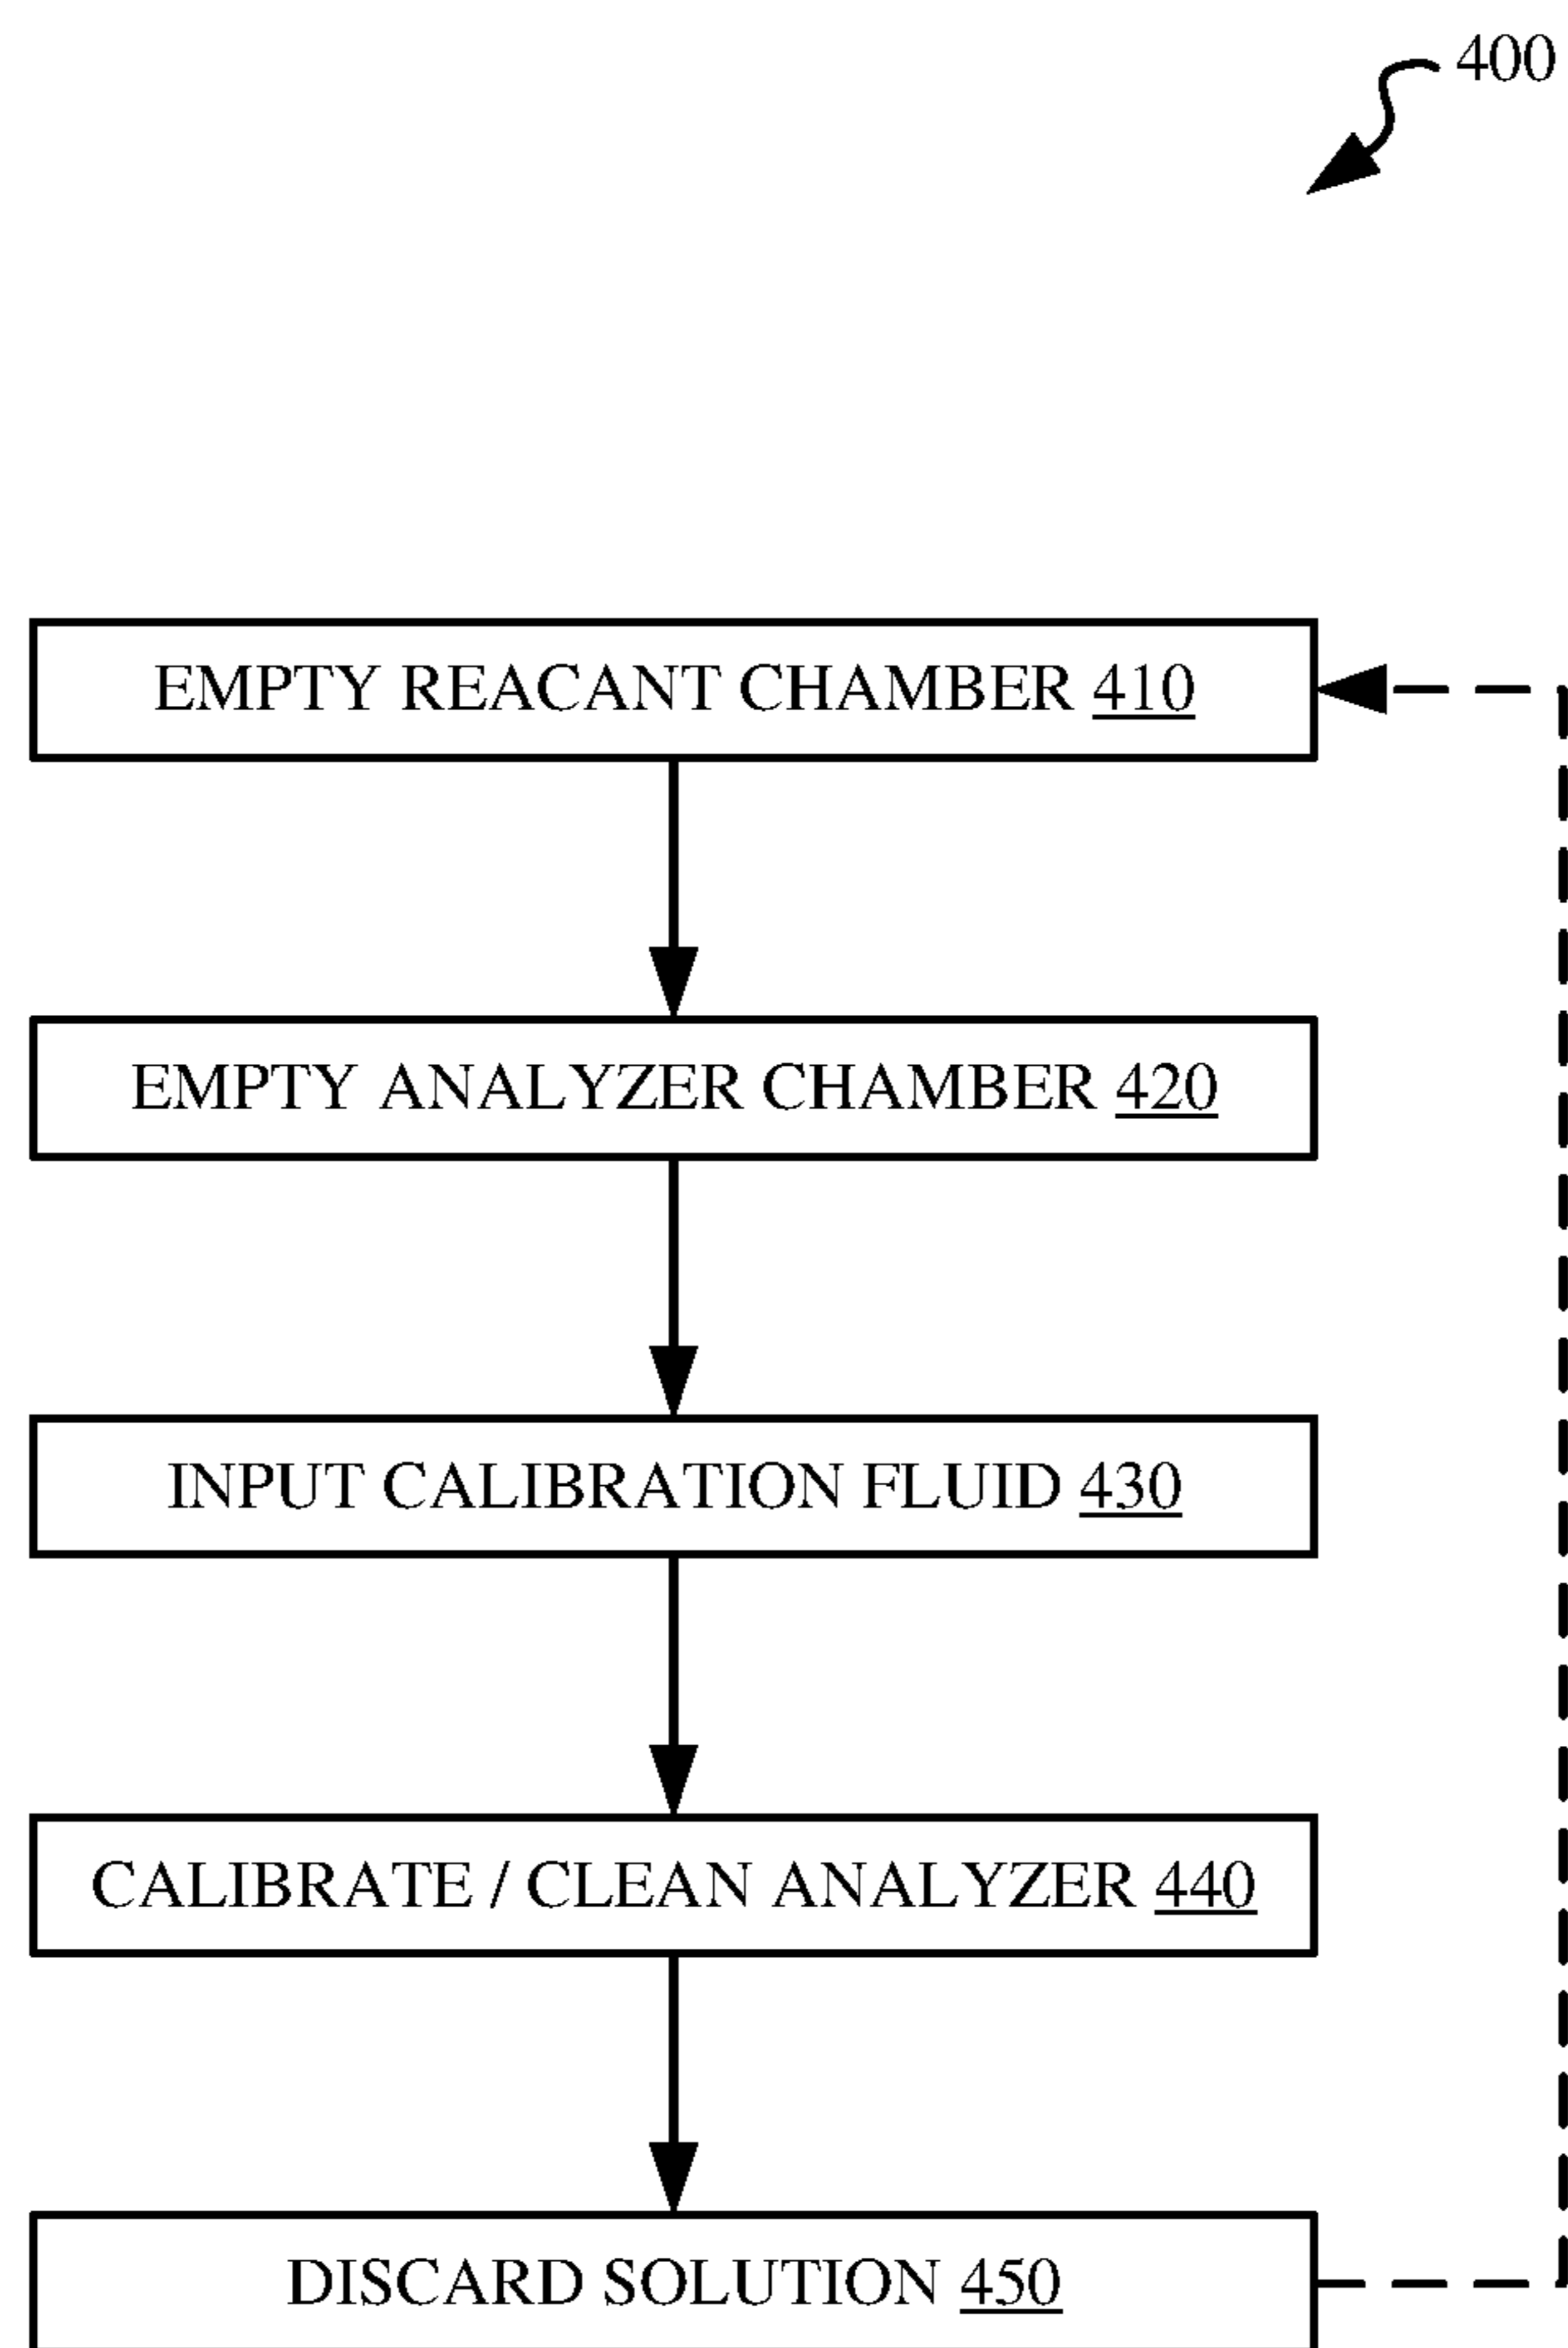 400
EMPTY REACANT CHAMBER 410
EMPTY ANALYZER CHAMBER 420
INPUT CALIBRATION FLUID 430
CALIBRATE / CLEAN ANALYZER 440
DISCARD SOLUTION 450